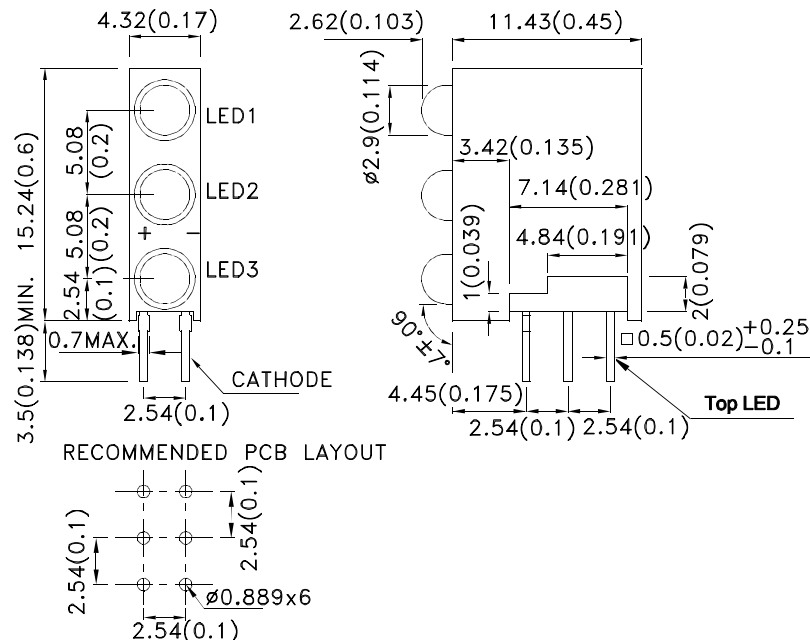 4.32(0.17)
2.62(0.103)
11.43(0.45)
LED1
LED2
LED3
5.08
(0.2)
5.08
(0.2)
2.54
(0.1)
15.24(0.6)
3.5(0.138)MIN.
+ −
0.7MAX.
CATHODE
2.54(0.1)
ø2.9(0.114)
3.42(0.135)
7.14(0.281)
4.84(0.191)
1(0.039)
2(0.079)
90°±7°
□0.5(0.02)+0.25
−0.1
4.45(0.175)
2.54(0.1)
2.54(0.1)
Top LED
RECOMMENDED PCB LAYOUT
2.54(0.1)
2.54(0.1)
ø0.889x6
2.54(0.1)